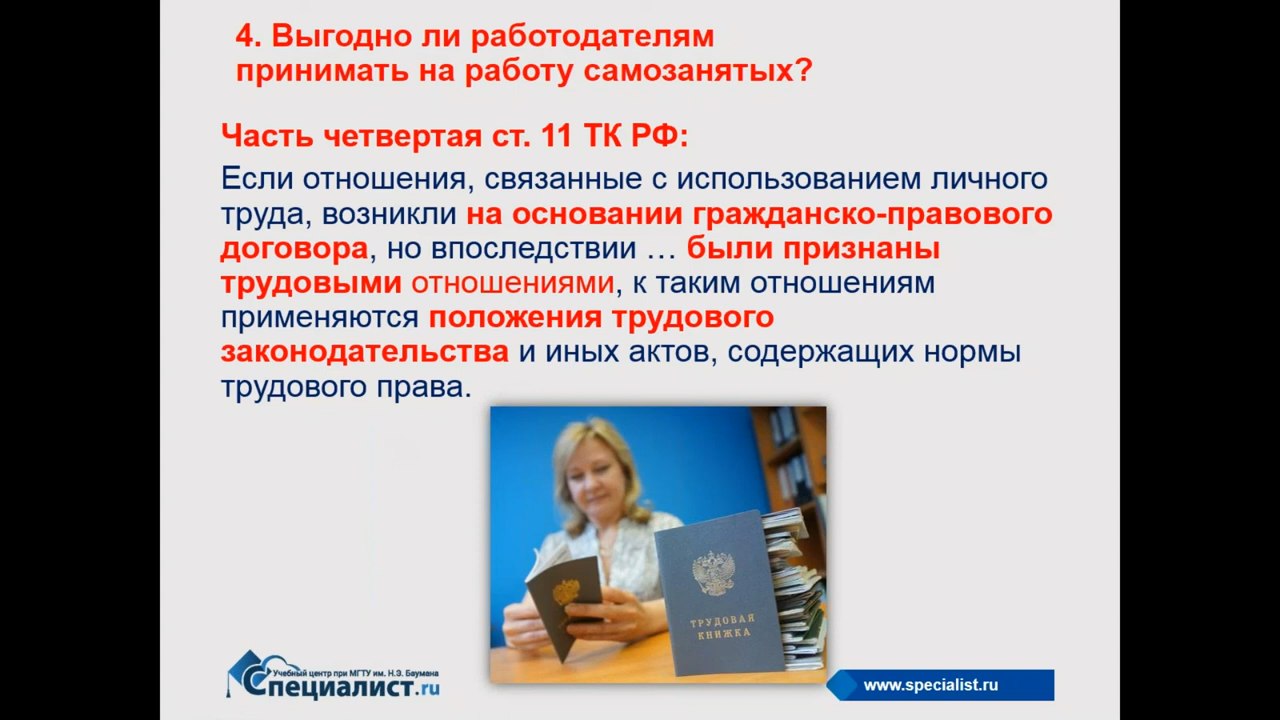 4. Выгодно ли работодателям
принимать на работу самозанятых?
Часть четвертая ст. 11 ТК РФ:
Если отношения, связанные с использованием личного
труда, возникли на основании гражданско-правового
договора, но впоследствии … были признаны
трудовыми отношениями, к таким отношениям
применяются положения трудового
законодательства и иных актов, содержащих нормы
трудового права.
ТРУДОВАЯ
КНИЖКА
Учебный центр при МГТУ им. Н.Э. Баумана
Специалист.ru
www.specialist.ru